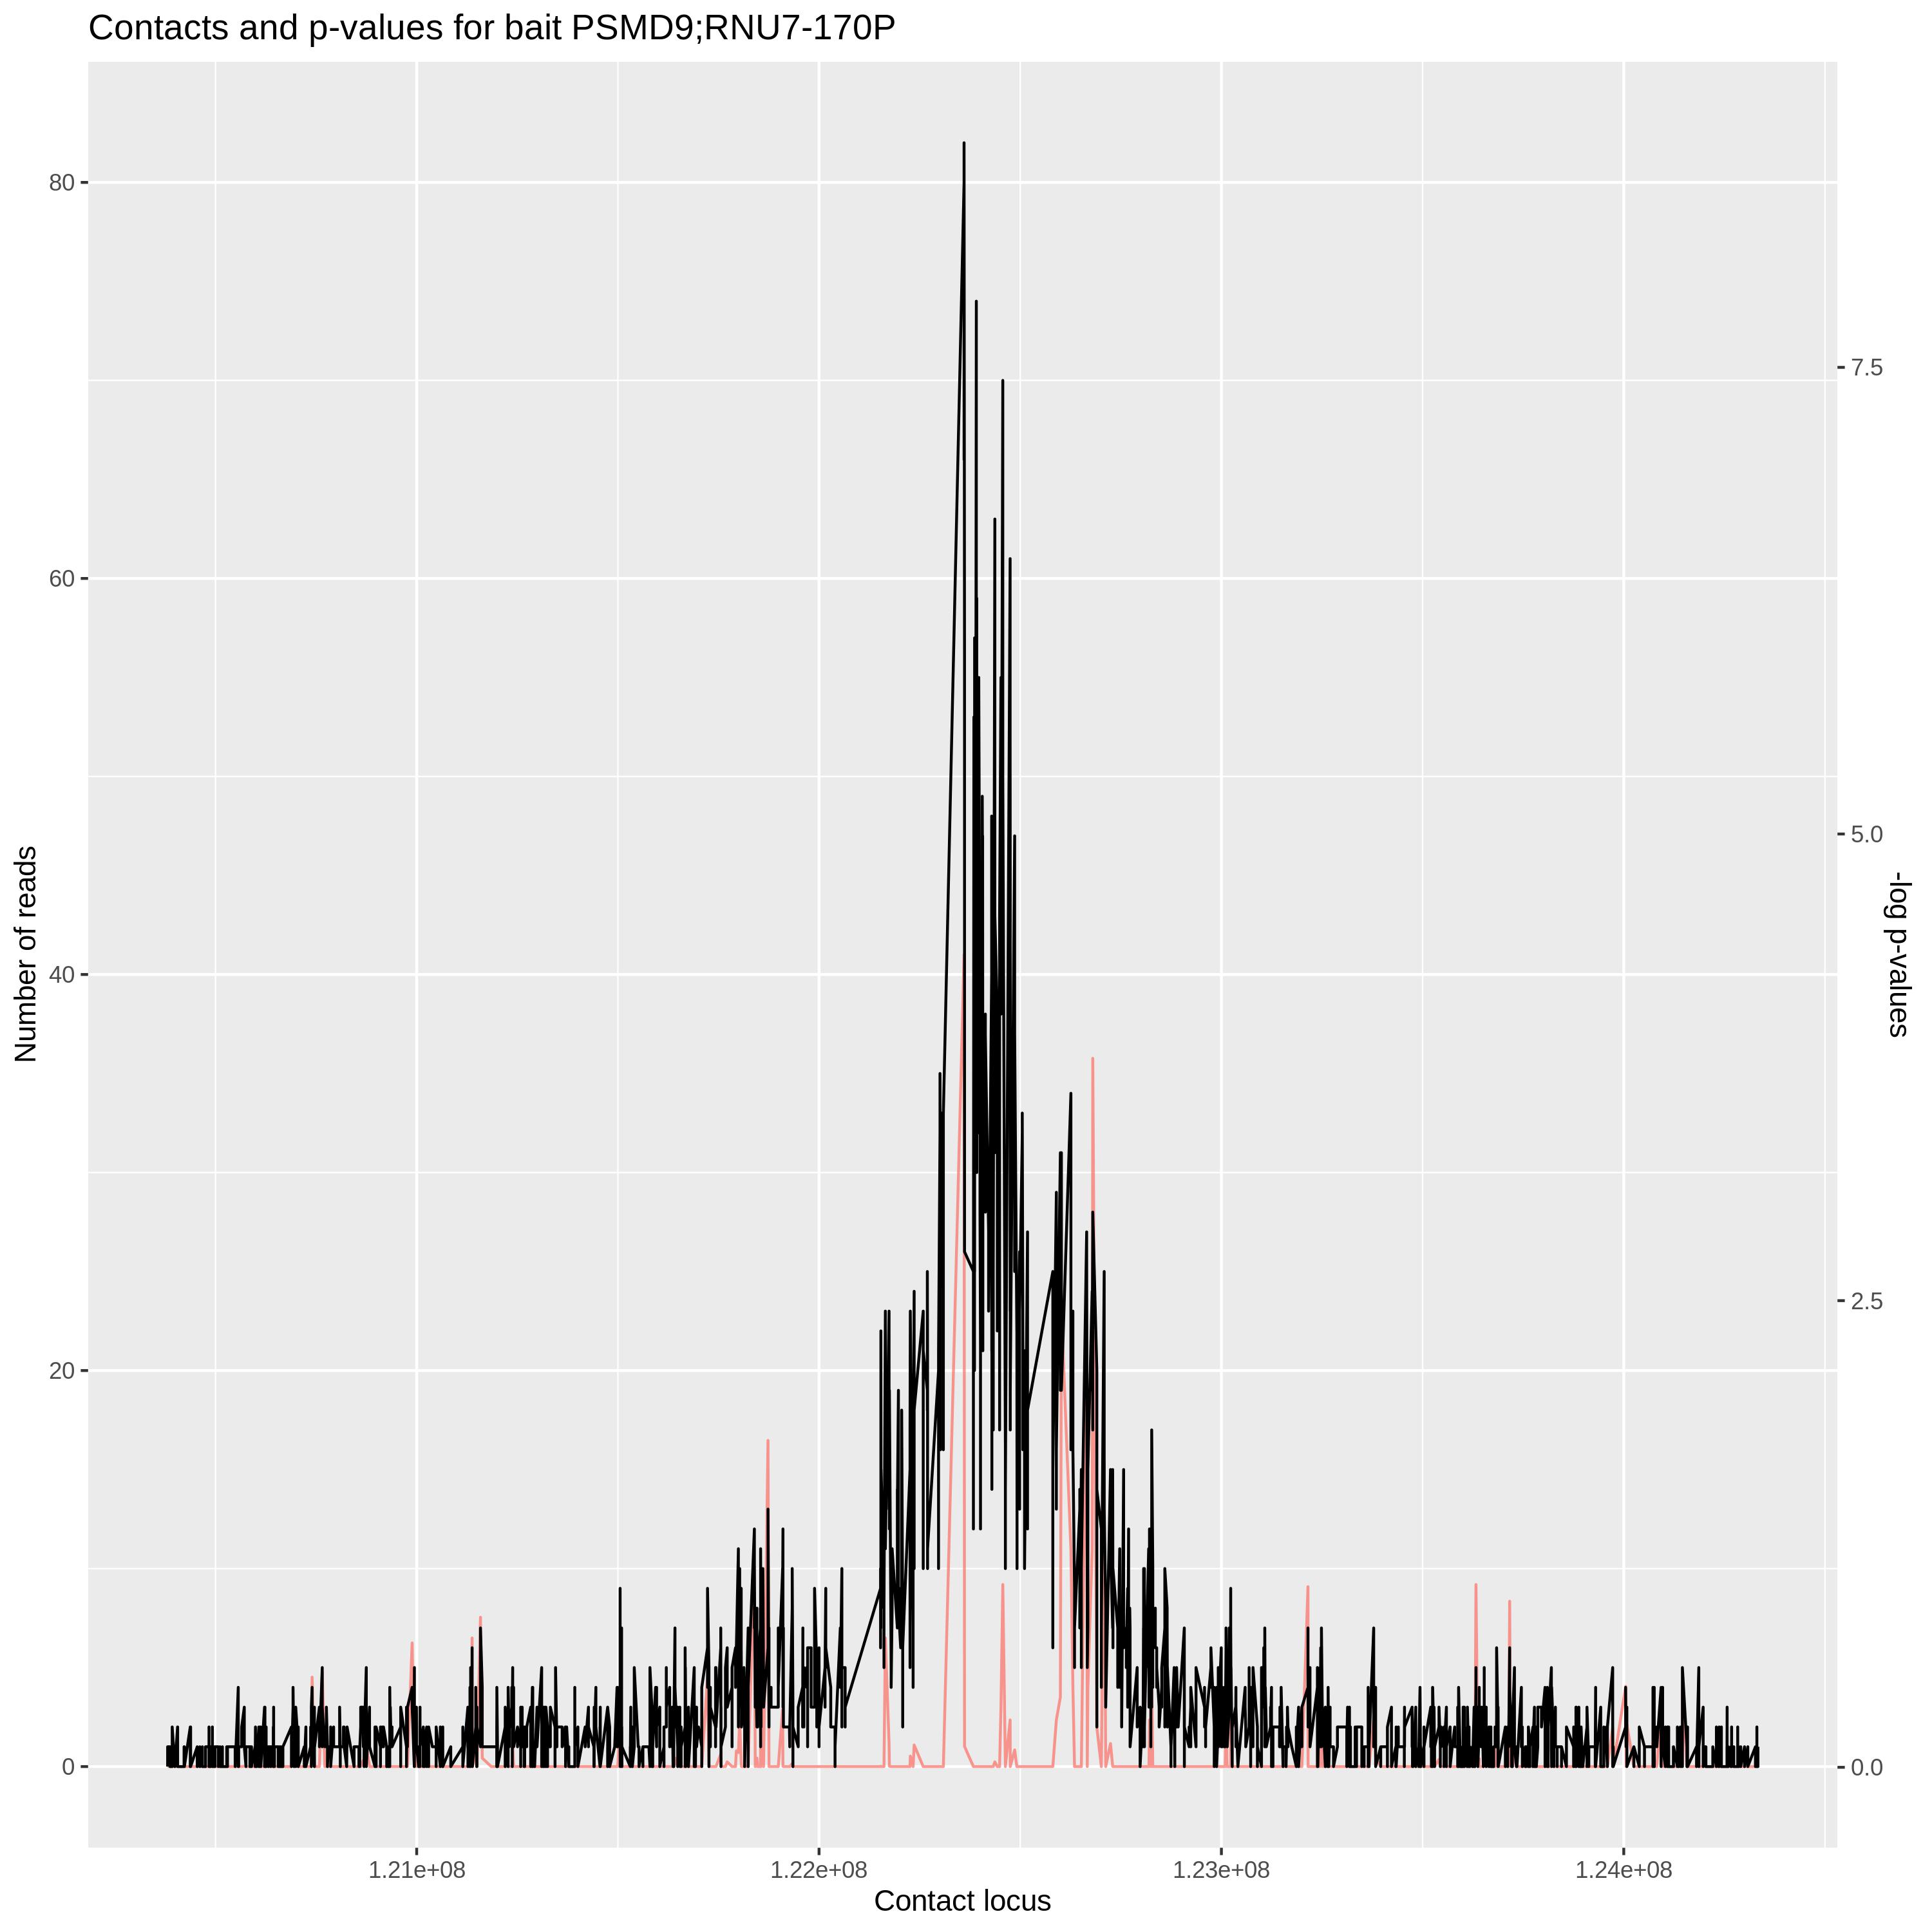 Contacts and p-values for bait PSMD9;RNU7-170P
80
60
40
20
0
Number of reads
7.5
5.0
2.5
0.0
-log p-values
1.21e+08
1.22e+08
1.23e+08
1.24e+08
Contact locus